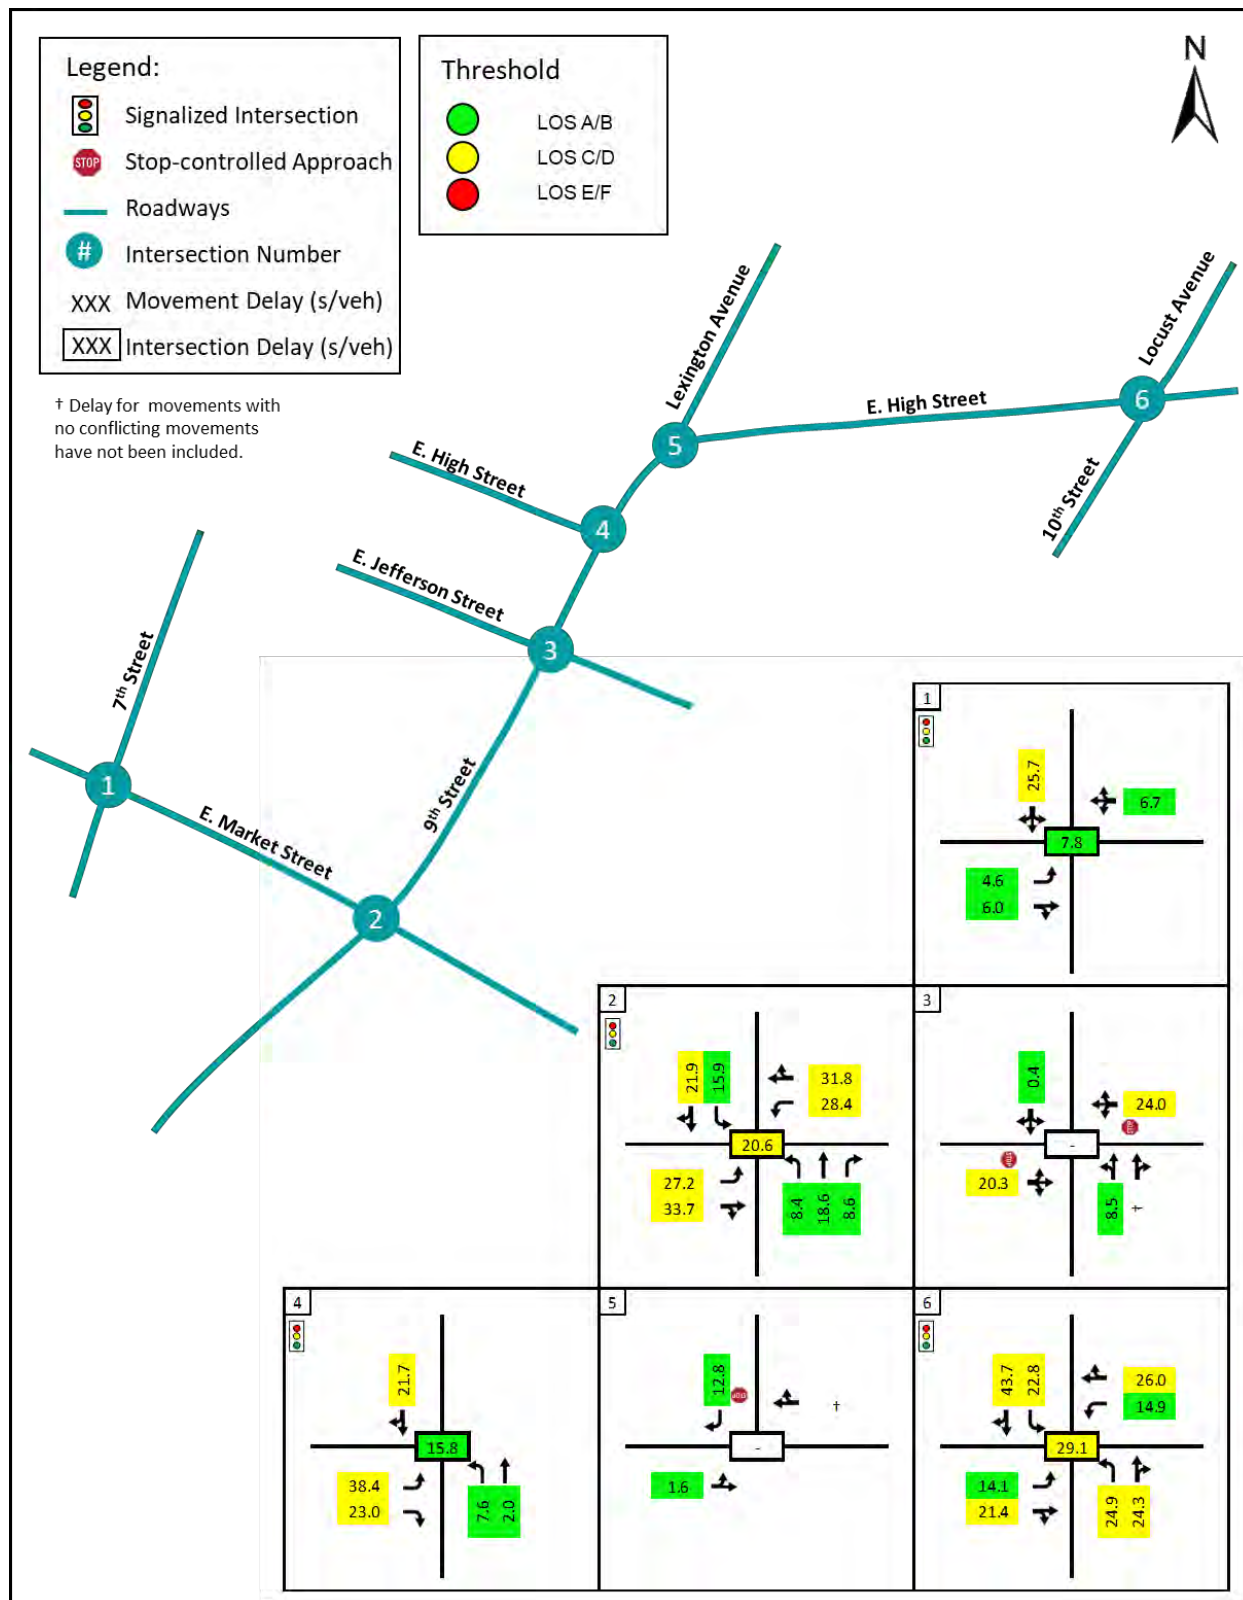 Legend:
Signalized Intersection
STOP Stop-controlled Approach
Roadways
# Intersection Number
XXX Movement Delay (s/veh)
XXX Intersection Delay (s/veh)
† Delay for movements with
no conflicting movements
have not been included.
Threshold
LOS A/B
LOS C/D
LOS E/F
N
Lexington Avenue
Locust Avenue
E. High Street
6
5
10th Street
E. High Street
4
E. Jefferson Street
3
7th Street
9th Street
1
E. Market Street
2
1
25.7
6.7
7.8
4.6
6.0
2
21.9 15.9
31.8
28.4
20.6
27.2
33.7
8.4 18.6 8.6
3
0.4
24.0
STOP
-
STOP
20.3
8.5 †
4
21.7
15.8
38.4
23.0
7.6 2.0
5
12.8 STOP
†
-
1.6
6
43.7 22.8
26.0
14.9
29.1
14.1
21.4
24.9 24.3